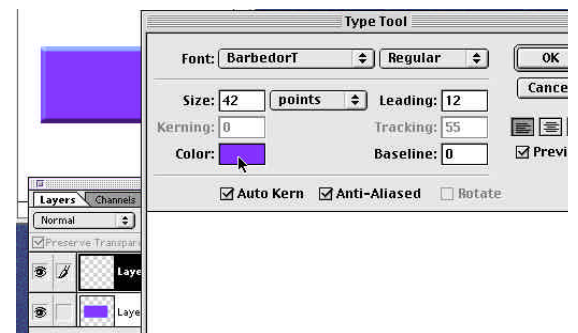 Type Tool
Font: BarbedorT Regular OK
Size: 42 points Leading: 12 Cance
Kerning: 0 Tracking: 55
Color: Baseline: 0 Previ
Auto Kern Anti-Aliased Rotate
Layers Channels
Normal
Preserve Transpare
Laye
Laye